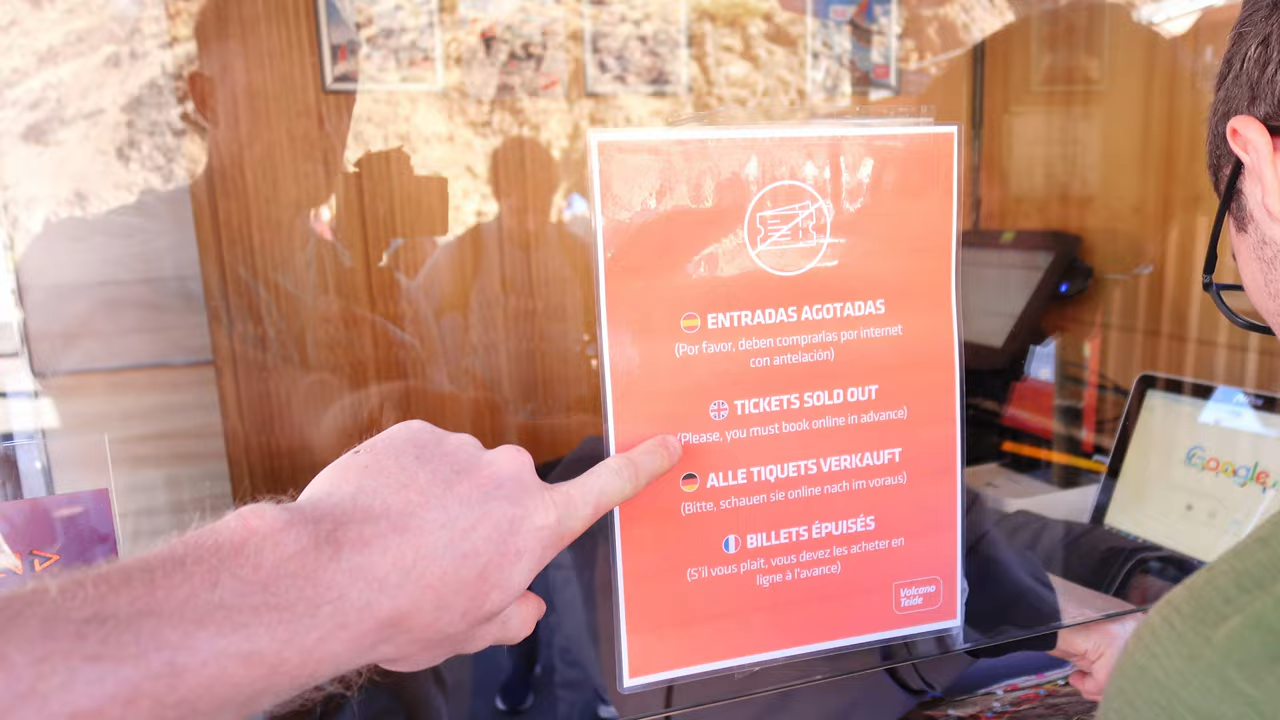 ENTRADAS AGOTADAS
(Por favor, deben comprarlas por internet
con antelación)
TICKETS SOLD OUT
(Please, you must book online in advance)
ALLE TIQUETS VERKAUFT
(Bitte, schauen sie online nach im voraus)
BILLETS ÉPUISÉS
(S'il vous plait, vous devez les acheter en
ligne à l'avance)
Volcano
Teide
Google